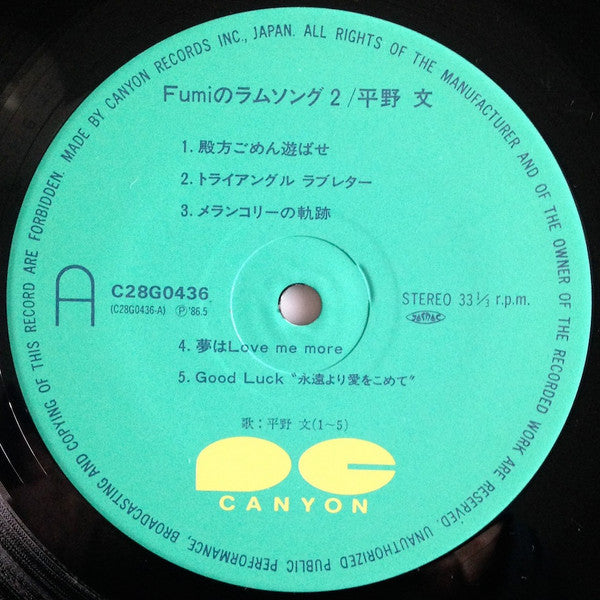 MADE BY CANYON RECORDS INC., JAPAN. ALL RIGHTS OF THE MANUFACTURER AND OF THE OWNER OF THE RECORDED WORK ARE RESERVED. UNAUTHORIZED PUBLIC PERFORMANCE, BROADCASTING AND COPYING OF THIS RECORD ARE FORBIDDEN.
Fumiのラムソング 2/平野 文
1. 殿方ごめん遊ばせ
2. トライアングル ラブレター
3. メランコリーの軌跡
A
C28G0436
(C28G0436-A) Ⓟ'86.5
STEREO 33 1/3 r.p.m.
JASRAC
4. 夢はLove me more
5. Good Luck "永遠より愛をこめて"
歌:平野 文(1~5)
PC
CANYON